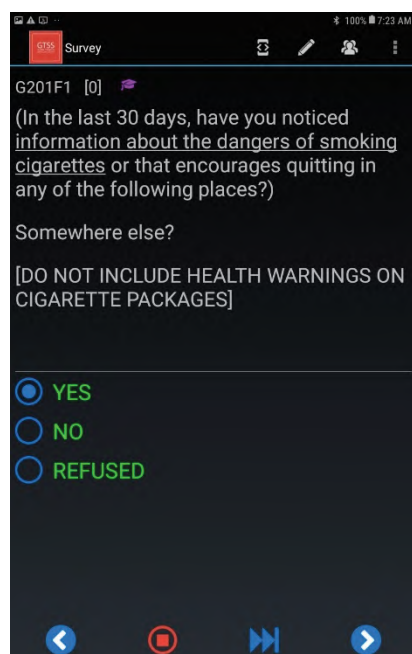 100% 7:23 AM
GTSS Survey
G201F1 [0]
(In the last 30 days, have you noticed
information about the dangers of smoking
cigarettes or that encourages quitting in
any of the following places?)
Somewhere else?
[DO NOT INCLUDE HEALTH WARNINGS ON
CIGARETTE PACKAGES]
YES
NO
REFUSED